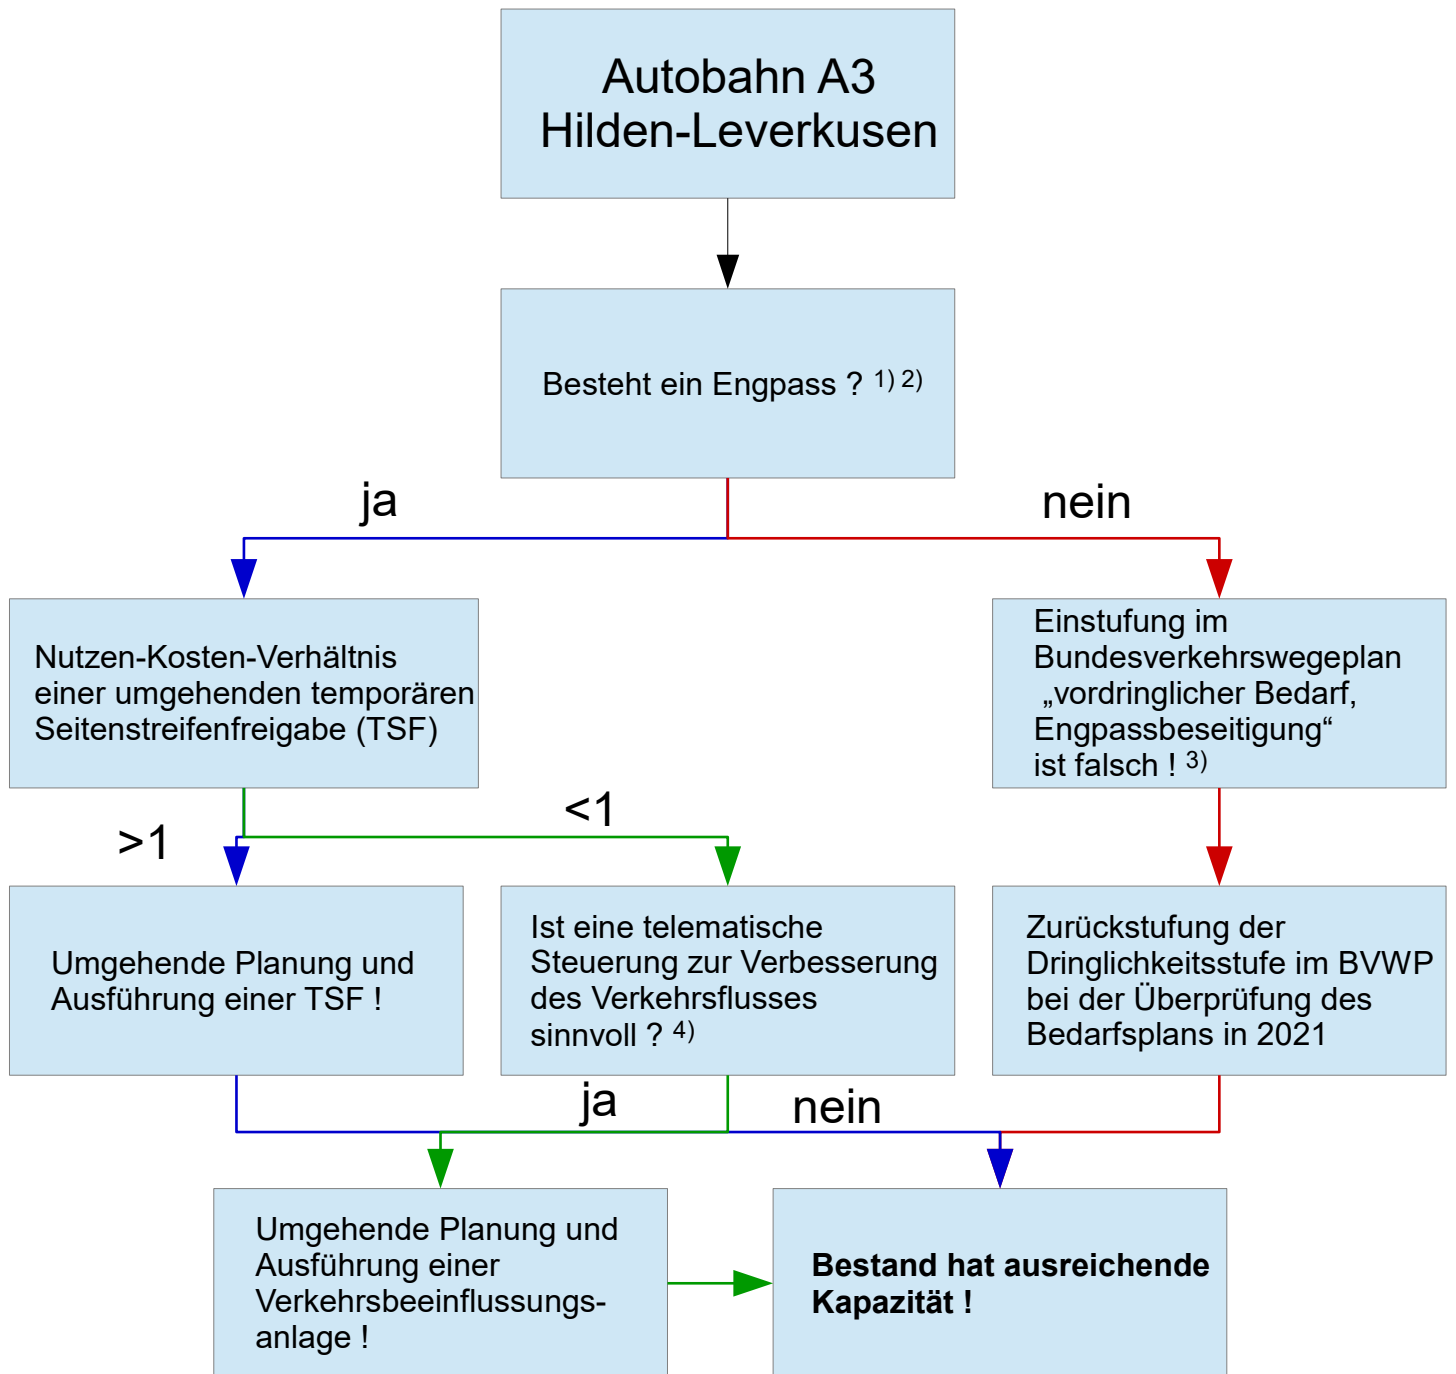 Autobahn A3
Hilden-Leverkusen
Besteht ein Engpass ? 1) 2)
ja
nein
Nutzen-Kosten-Verhältnis
einer umgehenden temporären
Seitenstreifenfreigabe (TSF)
Einstufung im
Bundesverkehrswegeplan
„vordringlicher Bedarf,
Engpassbeseitigung“
ist falsch ! 3)
>1
<1
Umgehende Planung und
Ausführung einer TSF !
Ist eine telematische
Steuerung zur Verbesserung
des Verkehrsflusses
sinnvoll ? 4)
Zurückstufung der
Dringlichkeitsstufe im BVWP
bei der Überprüfung des
Bedarfsplans in 2021
ja
nein
Umgehende Planung und
Ausführung einer
Verkehrsbeeinflussungs-
anlage !
Bestand hat ausreichende
Kapazität !